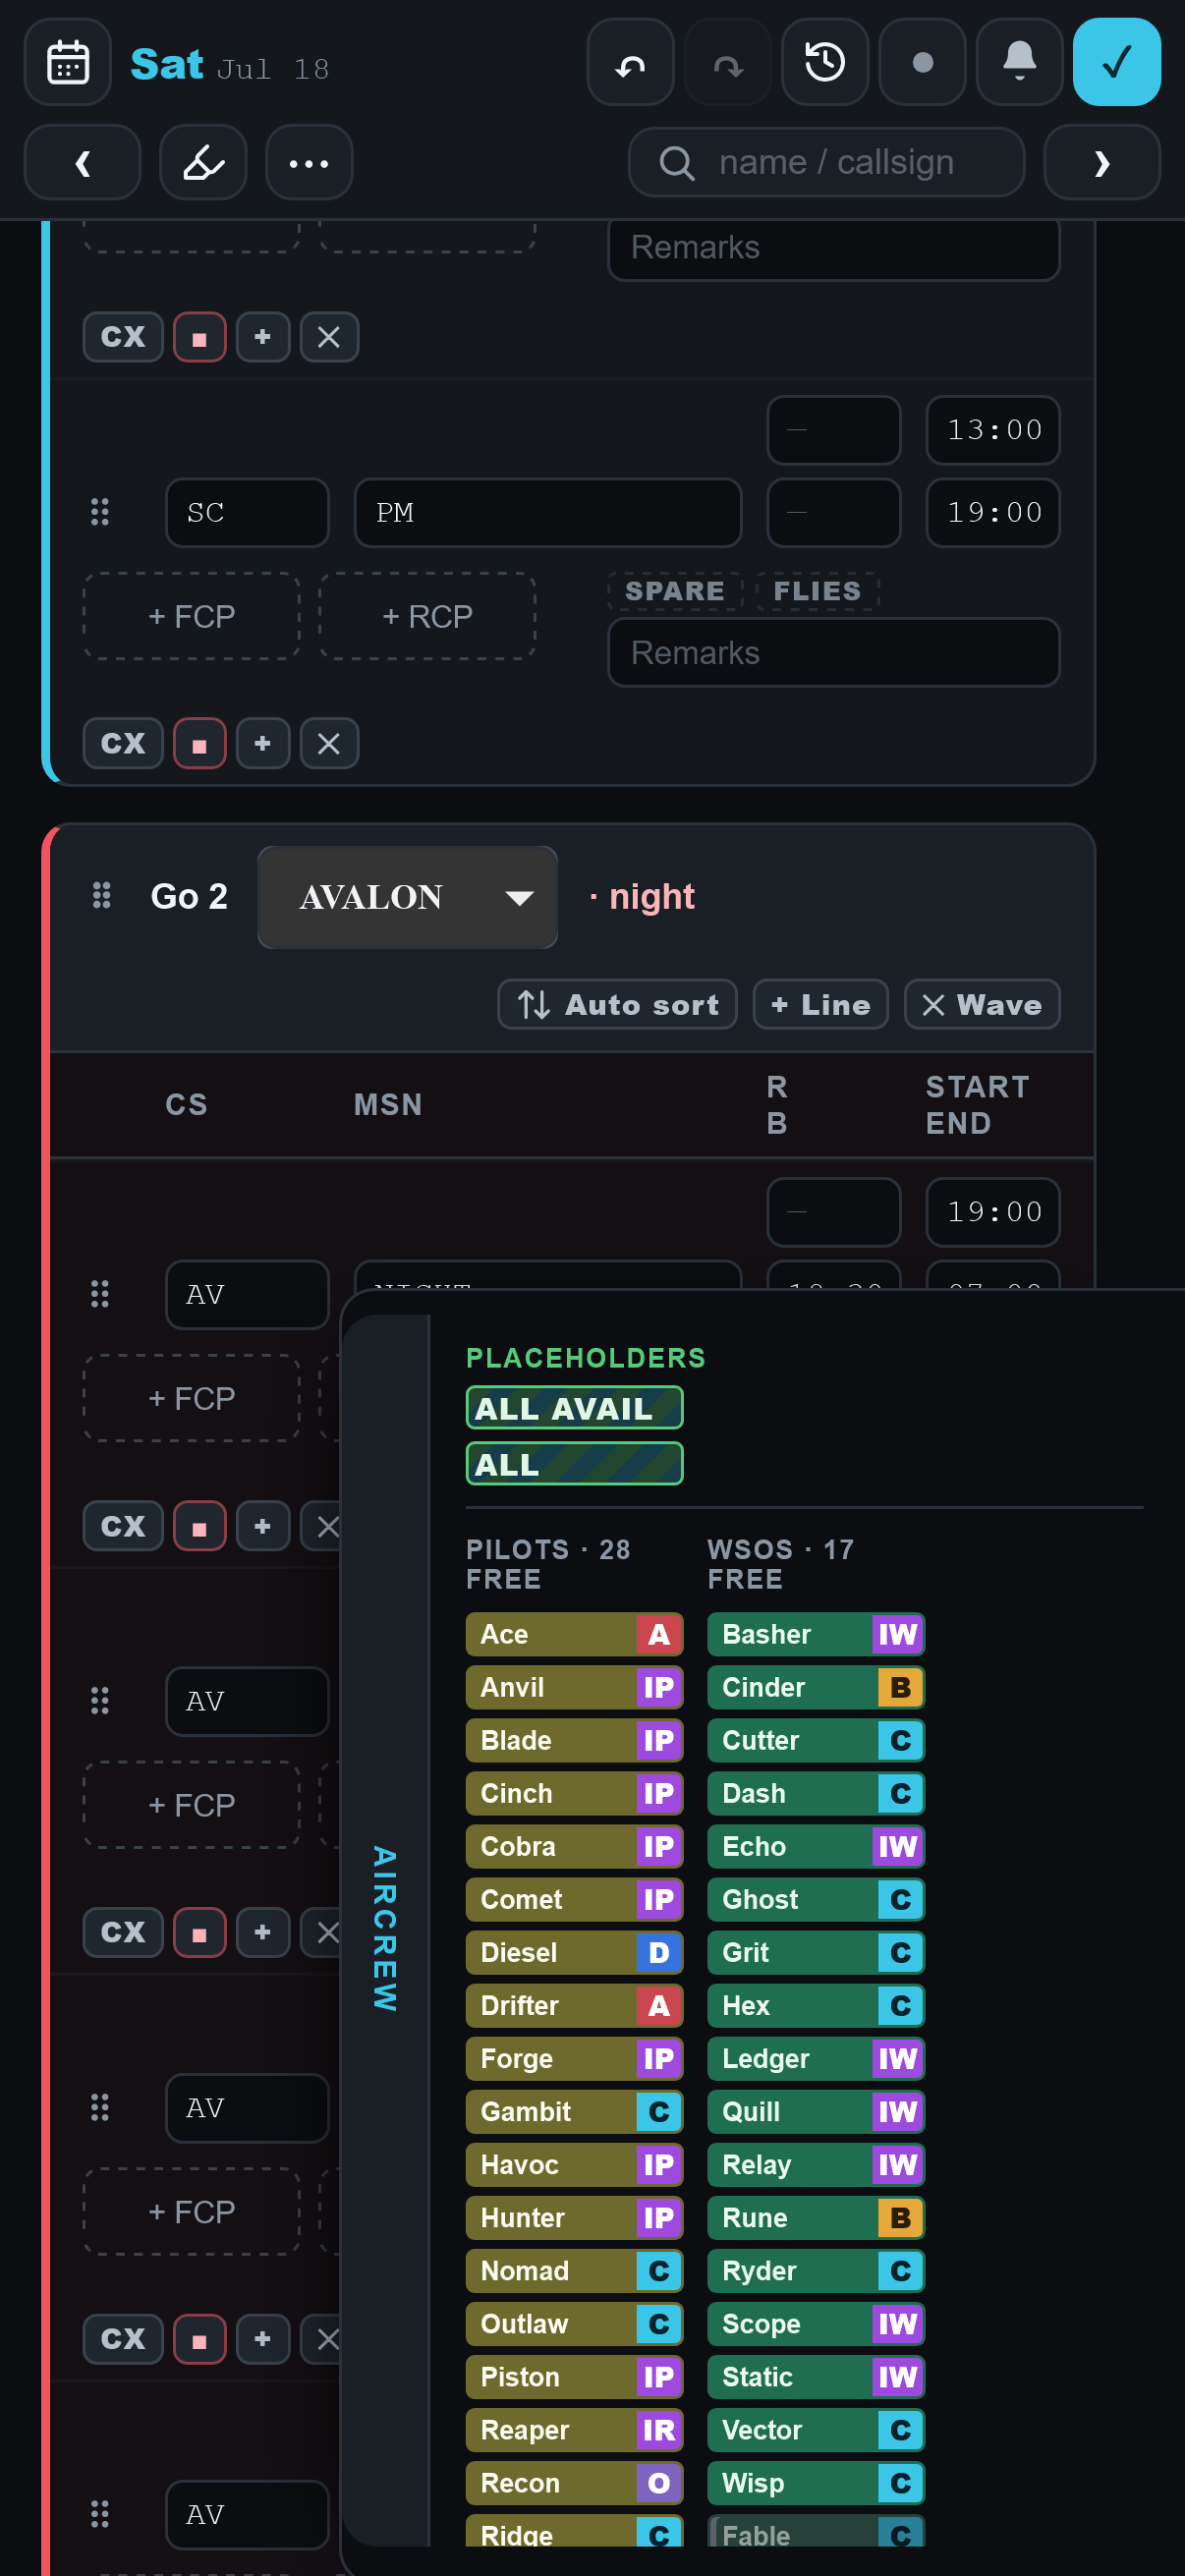 Sat Jul 18
name / callsign
Remarks
CX +
13:00
SC PM — 19:00
—
+ FCP + RCP SPARE FLIES
Remarks
CX +
Go 2 AVALON · night
Auto sort + Line Wave
CS MSN R START
B END
— 19:00
AV
+ FCP
CX +
AV
+ FCP
CX +
AV
+ FCP
CX +
AV
AIRCREW
PLACEHOLDERS
ALL AVAIL
ALL
PILOTS · 28 FREE
WSOS · 17 FREE
Ace A Basher IW
Anvil IP Cinder B
Blade IP Cutter C
Cinch IP Dash C
Cobra IP Echo IW
Comet IP Ghost C
Diesel D Grit C
Drifter A Hex C
Forge IP Ledger IW
Gambit C Quill IW
Havoc IP Relay IW
Hunter IP Rune B
Nomad C Ryder C
Outlaw C Scope IW
Piston IP Static IW
Reaper IR Vector C
Recon O Wisp C
Ridge C Fable C